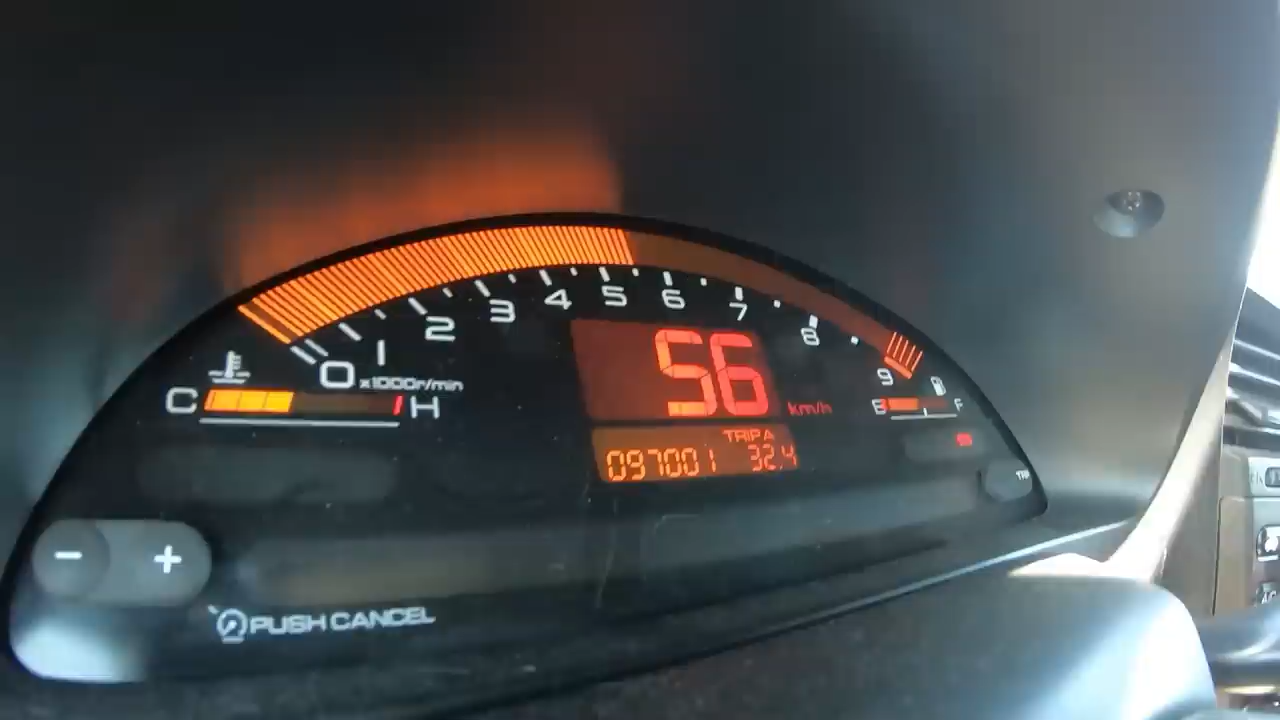 0 1 2 3 4 5 6 7 8 9
x1000r/min
C H
56 km/h
E F
TRIP A
097001 32.4
- +
PUSH CANCEL